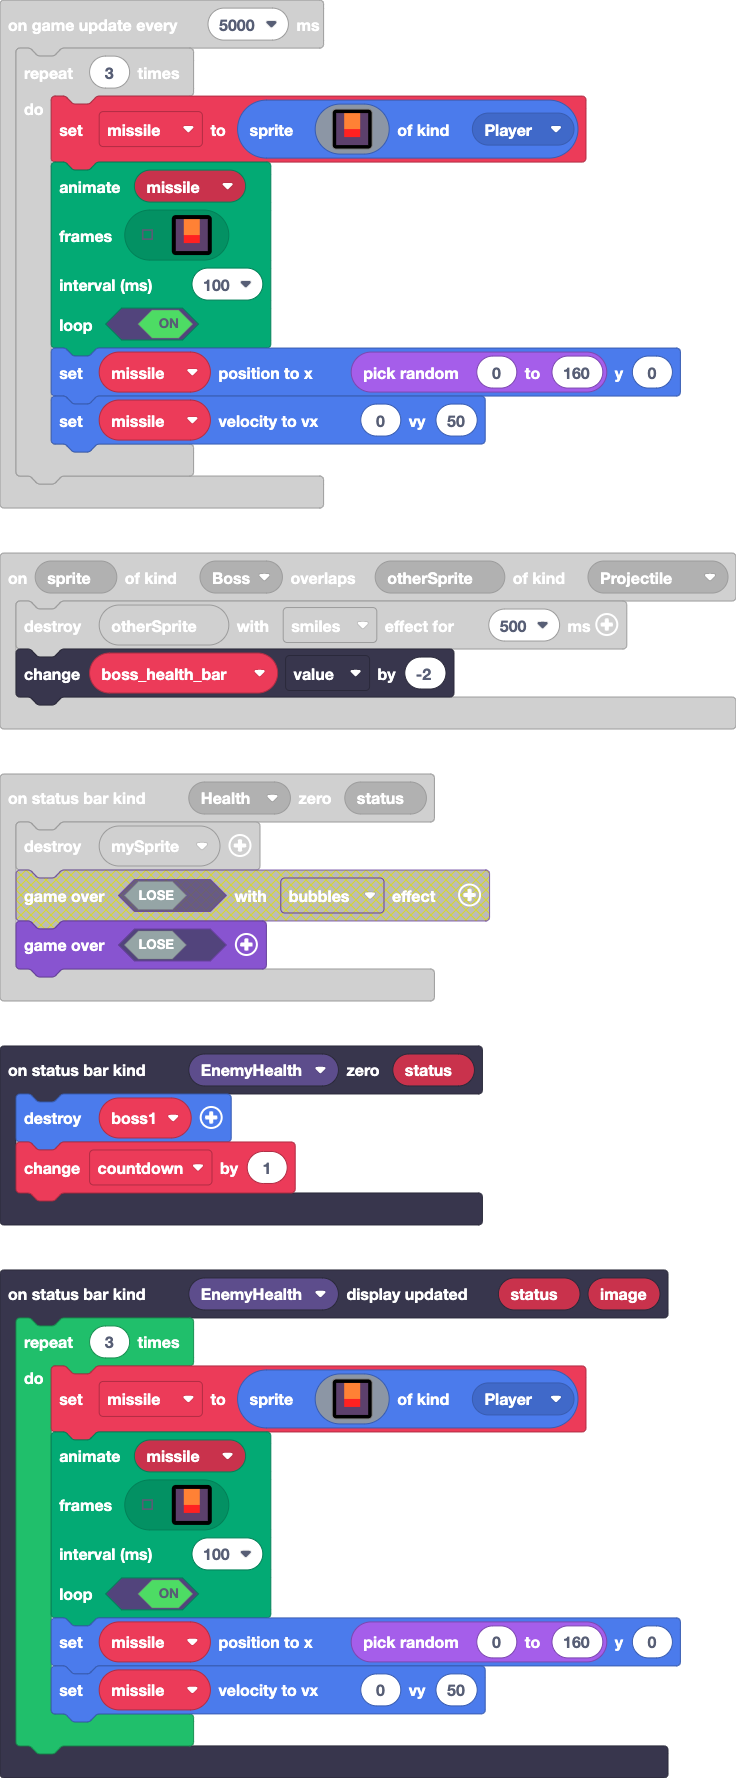 on game update every 5000 ms
repeat 3 times
do
set missile to sprite of kind Player
animate missile
frames
interval (ms) 100
loop ON
set missile position to x pick random 0 to 160 y 0
set missile velocity to vx 0 vy 50
on sprite of kind Boss overlaps otherSprite of kind Projectile
destroy otherSprite with smiles effect for 500 ms
change boss_health_bar value by -2
on status bar kind Health zero status
destroy mySprite
game over LOSE with bubbles effect
game over LOSE
on status bar kind EnemyHealth zero status
destroy boss1
change countdown by 1
on status bar kind EnemyHealth display updated status image
repeat 3 times
do
set missile to sprite of kind Player
animate missile
frames
interval (ms) 100
loop ON
set missile position to x pick random 0 to 160 y 0
set missile velocity to vx 0 vy 50